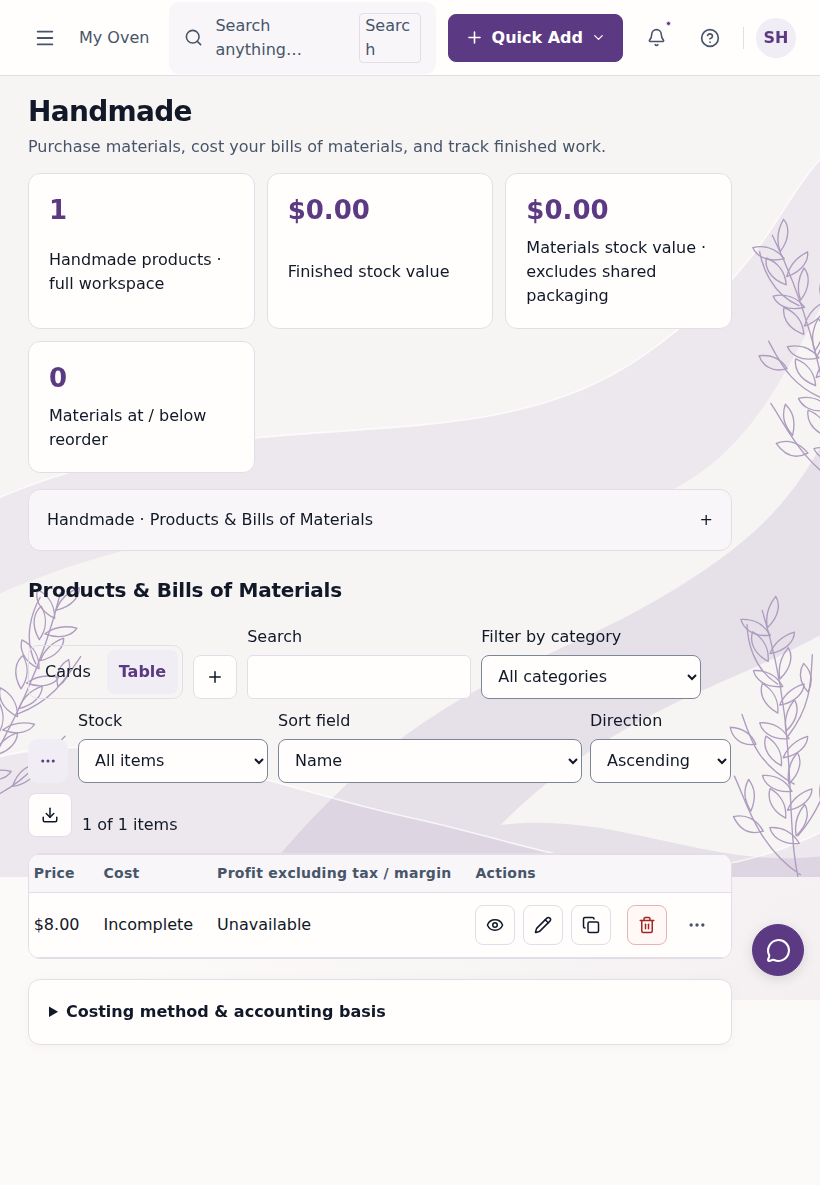 My Oven
Search
anything...
Searc
h
Quick Add
SH
Handmade
Purchase materials, cost your bills of materials, and track finished work.
1
Handmade products ·
full workspace
$0.00
Finished stock value
$0.00
Materials stock value ·
excludes shared
packaging
0
Materials at / below
reorder
Handmade · Products & Bills of Materials
+
Products & Bills of Materials
Cards
Table
+
Search
Filter by category
All categories
Stock
Sort field
Direction
All items
Name
Ascending
1 of 1 items
Price
Cost
Profit excluding tax / margin
Actions
$8.00
Incomplete
Unavailable
Costing method & accounting basis